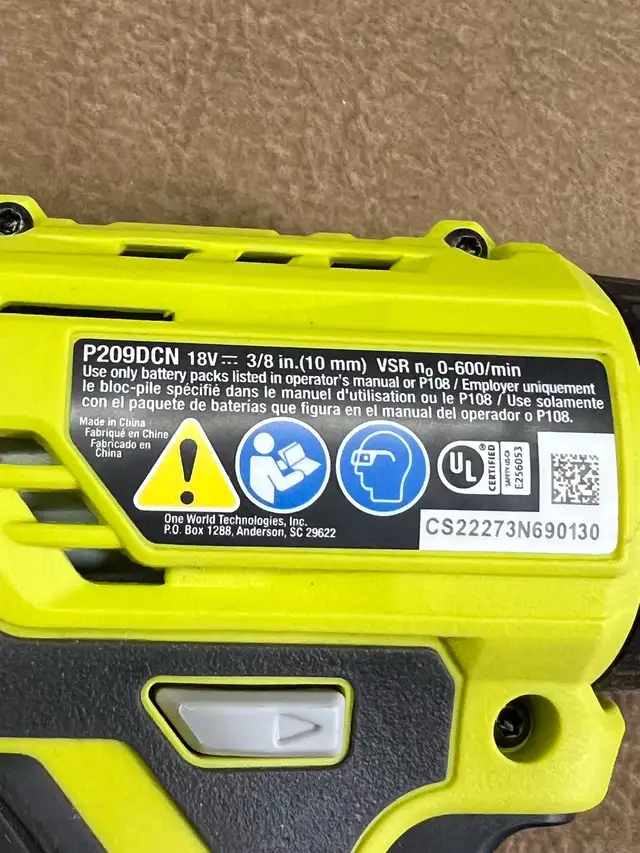 P209DCN 18V⎓ 3/8 in.(10 mm) VSR n₀ 0-600/min
Use only battery packs listed in operator's manual or P108 / Employer uniquement
le bloc-pile spécifié dans le manuel d'utilisation ou le P108 / Use solamente
con el paquete de baterías que figura en el manual del operador o P108.
Made in China
Fabriqué en Chine
Fabricado en
China
UL
®
CERTIFIED
SAFETY US-CA
E256053
One World Technologies, Inc.
P.O. Box 1288, Anderson, SC 29622
CS22273N690130